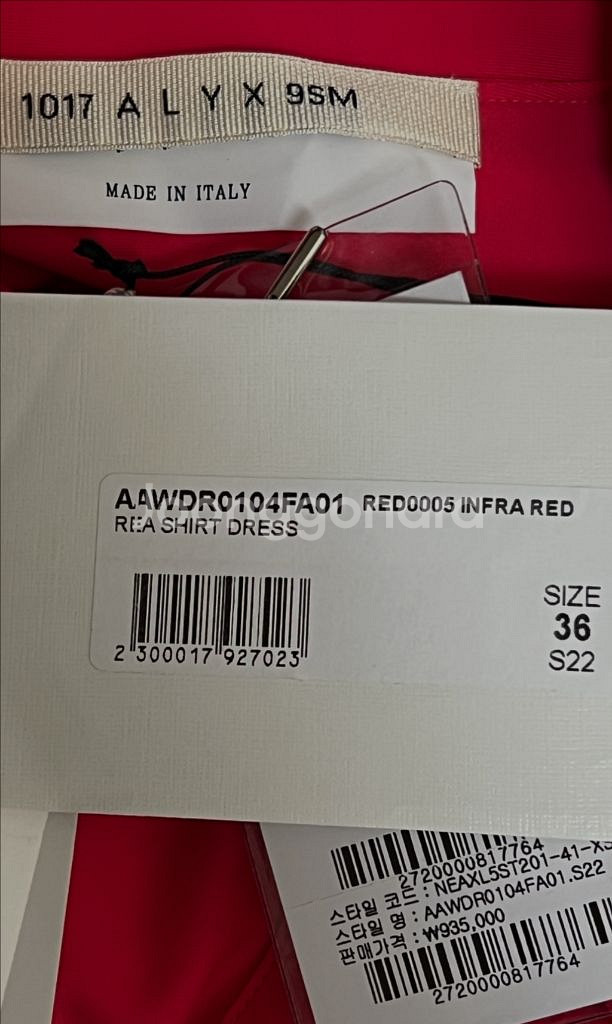 1017 A L Y X 9SM
MADE IN ITALY
AAWDR0104FA01 RED0005 INFRA RED
REA SHIRT DRESS
SIZE
36
S22
2 300017 927023
2720000817764
스타일 코드 : NEAXL5ST201-41-XS
스타일 명 : AAWDR0104FA01.S22
판매가격 : ₩935,000
2720000817764